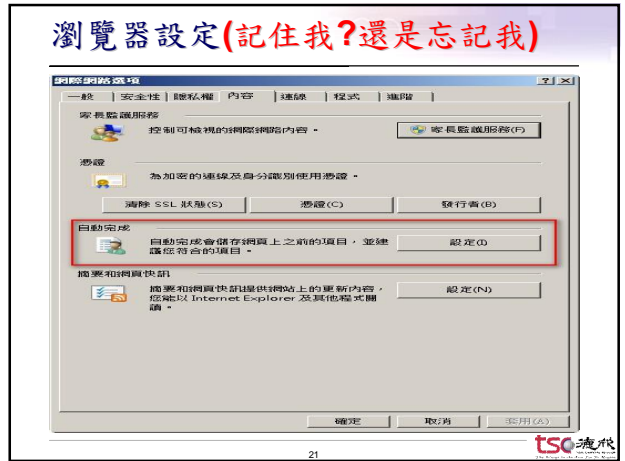 瀏覽器設定(記住我?還是忘記我)
網際網路選項
一般 安全性 隱私權 內容 連線 程式 進階
家長監護服務
控制可檢視的網際網路內容。
家長監護服務(F)
憑證
為加密的連線及身分識別使用憑證。
清除 SSL 狀態(S) 憑證(C) 發行者(B)
自動完成
自動完成會儲存網頁上之前的項目，並建
議您符合的項目。
設定(I)
摘要和網頁快訊
摘要和網頁快訊提供網站上的更新內容，
您能以 Internet Explorer 及其他程式閱
讀。
設定(N)
確定 取消 套用(A)
21
tsc 德欣